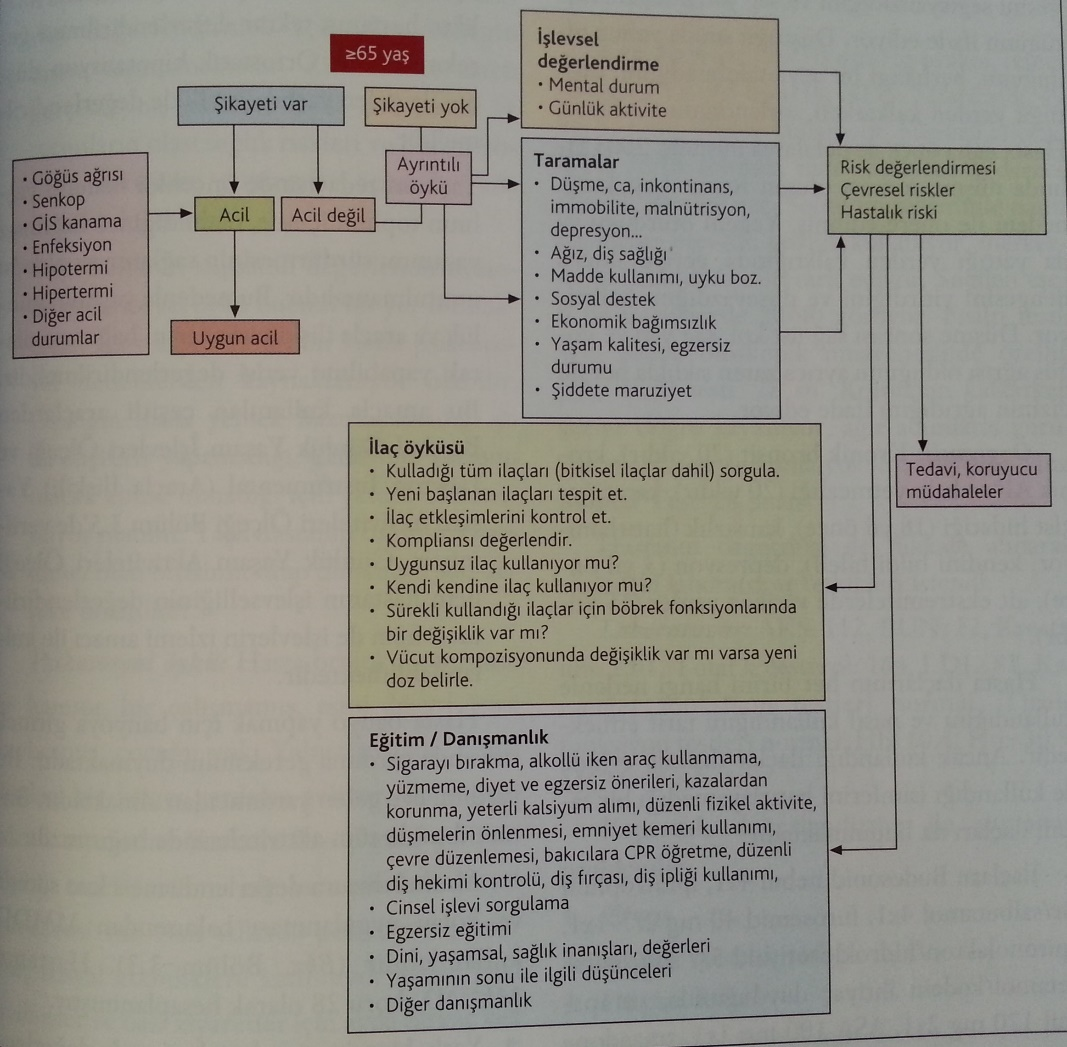 ≥65 yaş
Şikayeti var
Şikayeti yok
• Göğüs ağrısı
• Senkop
• GİS kanama
• Enfeksiyon
• Hipotermi
• Hipertermi
• Diğer acil
durumlar
Acil
Acil değil
Uygun acil
Ayrıntılı
öykü
İşlevsel
değerlendirme
• Mental durum
• Günlük aktivite
Taramalar
• Düşme, ca, inkontinans,
immobilite, malnütrisyon,
depresyon...
• Ağız, diş sağlığı
• Madde kullanımı, uyku boz.
• Sosyal destek
• Ekonomik bağımsızlık
• Yaşam kalitesi, egzersiz
durumu
• Şiddete maruziyet
Risk değerlendirmesi
Çevresel riskler
Hastalık riski
Tedavi, koruyucu
müdahaleler
İlaç öyküsü
• Kulladığı tüm ilaçları (bitkisel ilaçlar dahil) sorgula.
• Yeni başlanan ilaçları tespit et.
• İlaç etkleşimlerini kontrol et.
• Kompliansı değerlendir.
• Uygunsuz ilaç kullanıyor mu?
• Kendi kendine ilaç kullanıyor mu?
• Sürekli kullandığı ilaçlar için böbrek fonksiyonlarında
bir değişiklik var mı?
• Vücut kompozisyonunda değişiklik var mı varsa yeni
doz belirle.
Eğitim / Danışmanlık
• Sigarayı bırakma, alkollü iken araç kullanmama,
yüzmeme, diyet ve egzersiz önerileri, kazalardan
korunma, yeterli kalsiyum alımı, düzenli fizikel aktivite,
düşmelerin önlenmesi, emniyet kemeri kullanımı,
çevre düzenlemesi, bakıcılara CPR öğretme, düzenli
diş hekimi kontrolü, diş fırçası, diş ipliği kullanımı,
• Cinsel işlevi sorgulama
• Egzersiz eğitimi
• Dini, yaşamsal, sağlık inanışları, değerleri
• Yaşamının sonu ile ilgili düşünceleri
• Diğer danışmanlık